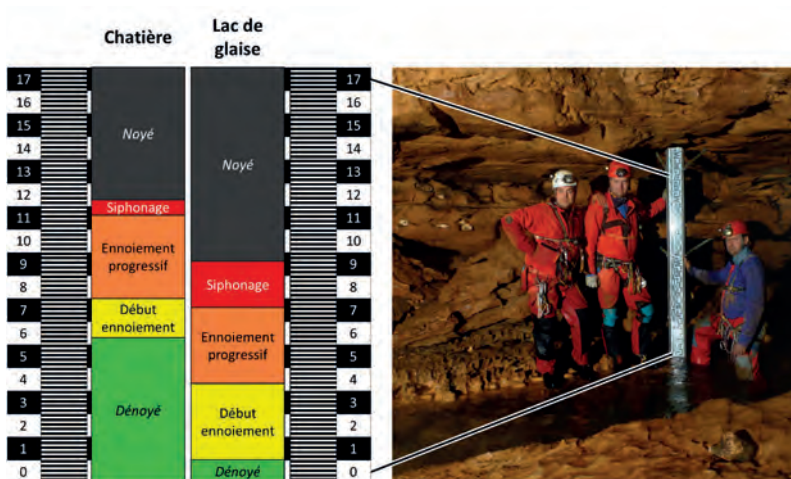 Chatière
Lac de
glaise
17
16
15
14
13
12
11
10
9
8
7
6
5
4
3
2
1
0
Noyé
Siphonage
Ennoiement
progressif
Début
ennoiement
Dénoyé
Noyé
Siphonage
Ennoiement
progressif
Début
ennoiement
Dénoyé
17
16
15
14
13
12
11
10
9
8
7
6
5
4
3
2
1
0